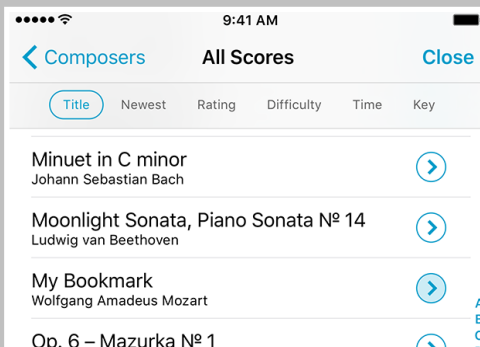 9:41 AM
Composers All Scores Close
Title Newest Rating Difficulty Time Key
Minuet in C minor
Johann Sebastian Bach
Moonlight Sonata, Piano Sonata № 14
Ludwig van Beethoven
My Bookmark
Wolfgang Amadeus Mozart
Op. 6 – Mazurka № 1